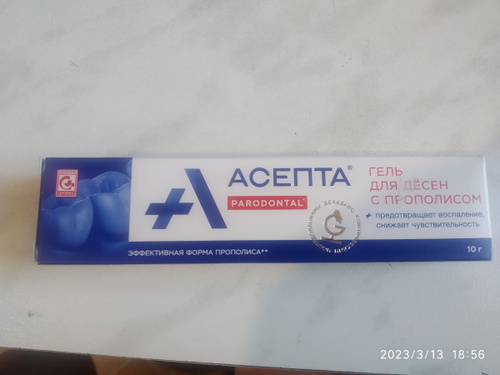 АСЕПТА®
PARODONTAL
ГЕЛЬ
ДЛЯ ДЁСЕН
С ПРОПОЛИСОМ
+ предотвращает воспаление,
снижает чувствительность
ЭФФЕКТИВНАЯ ФОРМА ПРОПОЛИСА**
10 г
2023/3/13 18:56